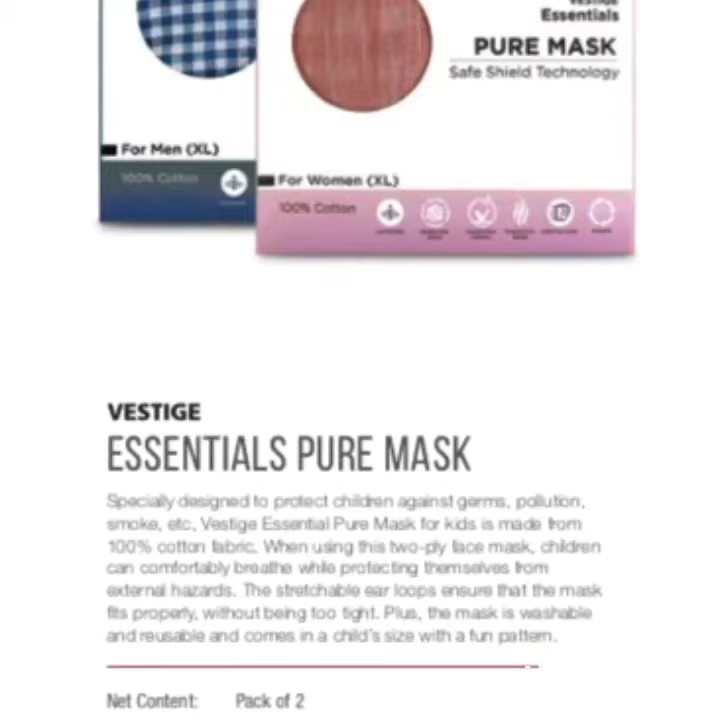 VESTIGE
Essentials
PURE MASK
Safe Shield Technology
For Men (XL)
100% Cotton
For Women (XL)
100% Cotton
VESTIGE
ESSENTIALS PURE MASK
Specially designed to protect children against germs, pollution,
smoke, etc, Vestige Essential Pure Mask for kids is made from
100% cotton fabric. When using this two-ply face mask, children
can comfortably breathe while protecting themselves from
external hazards. The stretchable ear loops ensure that the mask
fits properly, without being too tight. Plus, the mask is washable
and reusable and comes in a child's size with a fun pattern.
Net Content: Pack of 2